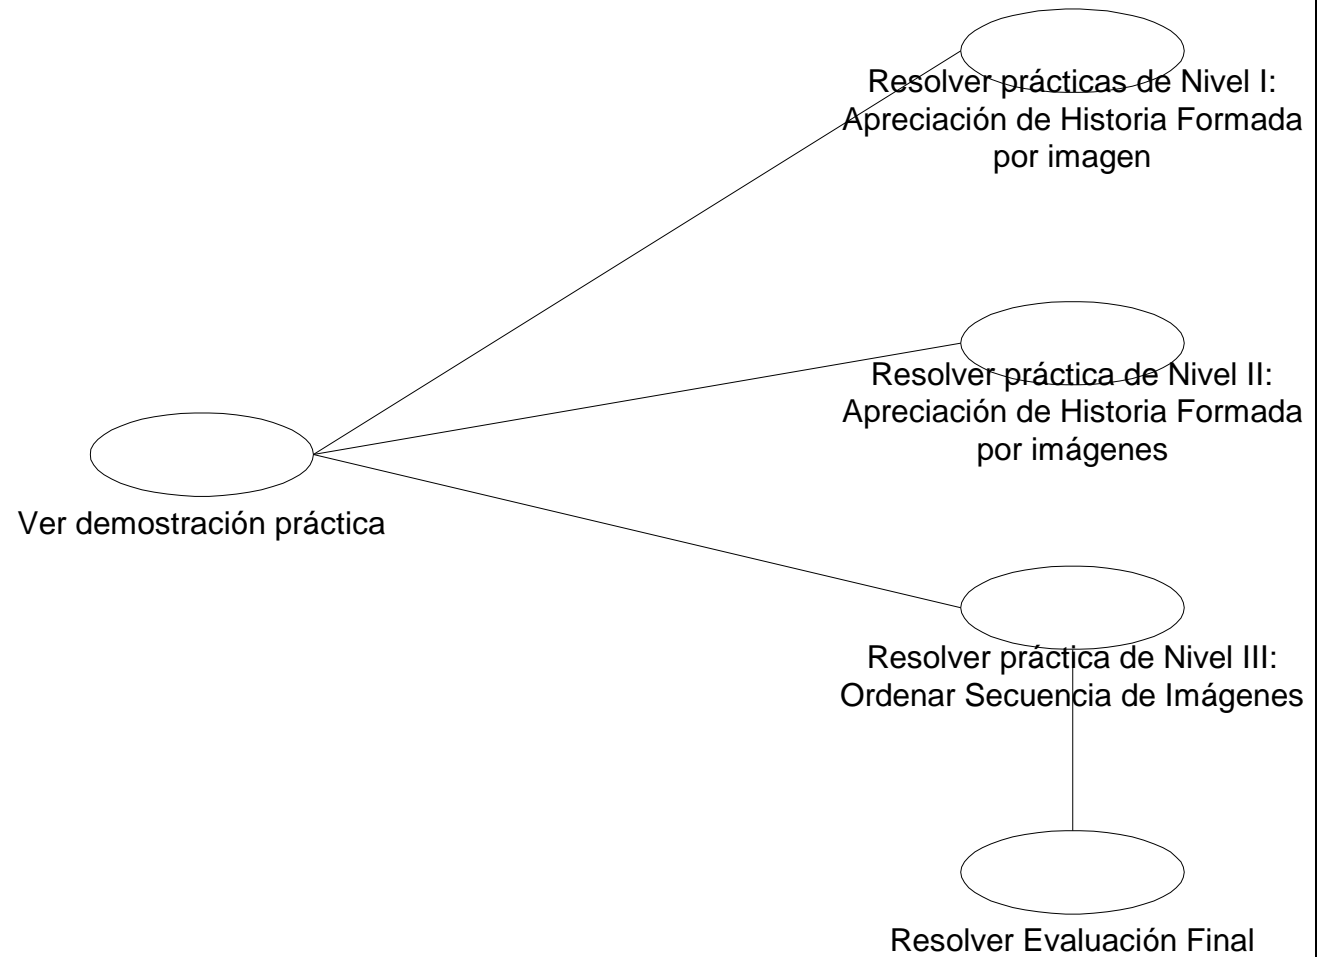 Resolver prácticas de Nivel I:
Apreciación de Historia Formada
por imagen
Resolver práctica de Nivel II:
Apreciación de Historia Formada
por imágenes
Ver demostración práctica
Resolver práctica de Nivel III:
Ordenar Secuencia de Imágenes
Resolver Evaluación Final